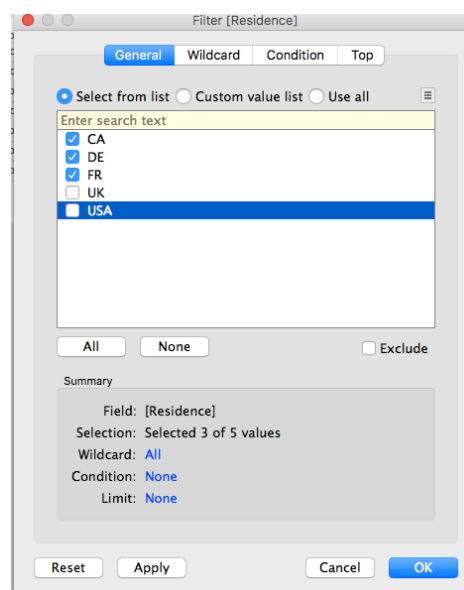 Filter [Residence]
General Wildcard Condition Top
Select from list Custom value list Use all
Enter search text
CA
DE
FR
UK
USA
All None Exclude
Summary
Field: [Residence]
Selection: Selected 3 of 5 values
Wildcard: All
Condition: None
Limit: None
Reset Apply Cancel OK